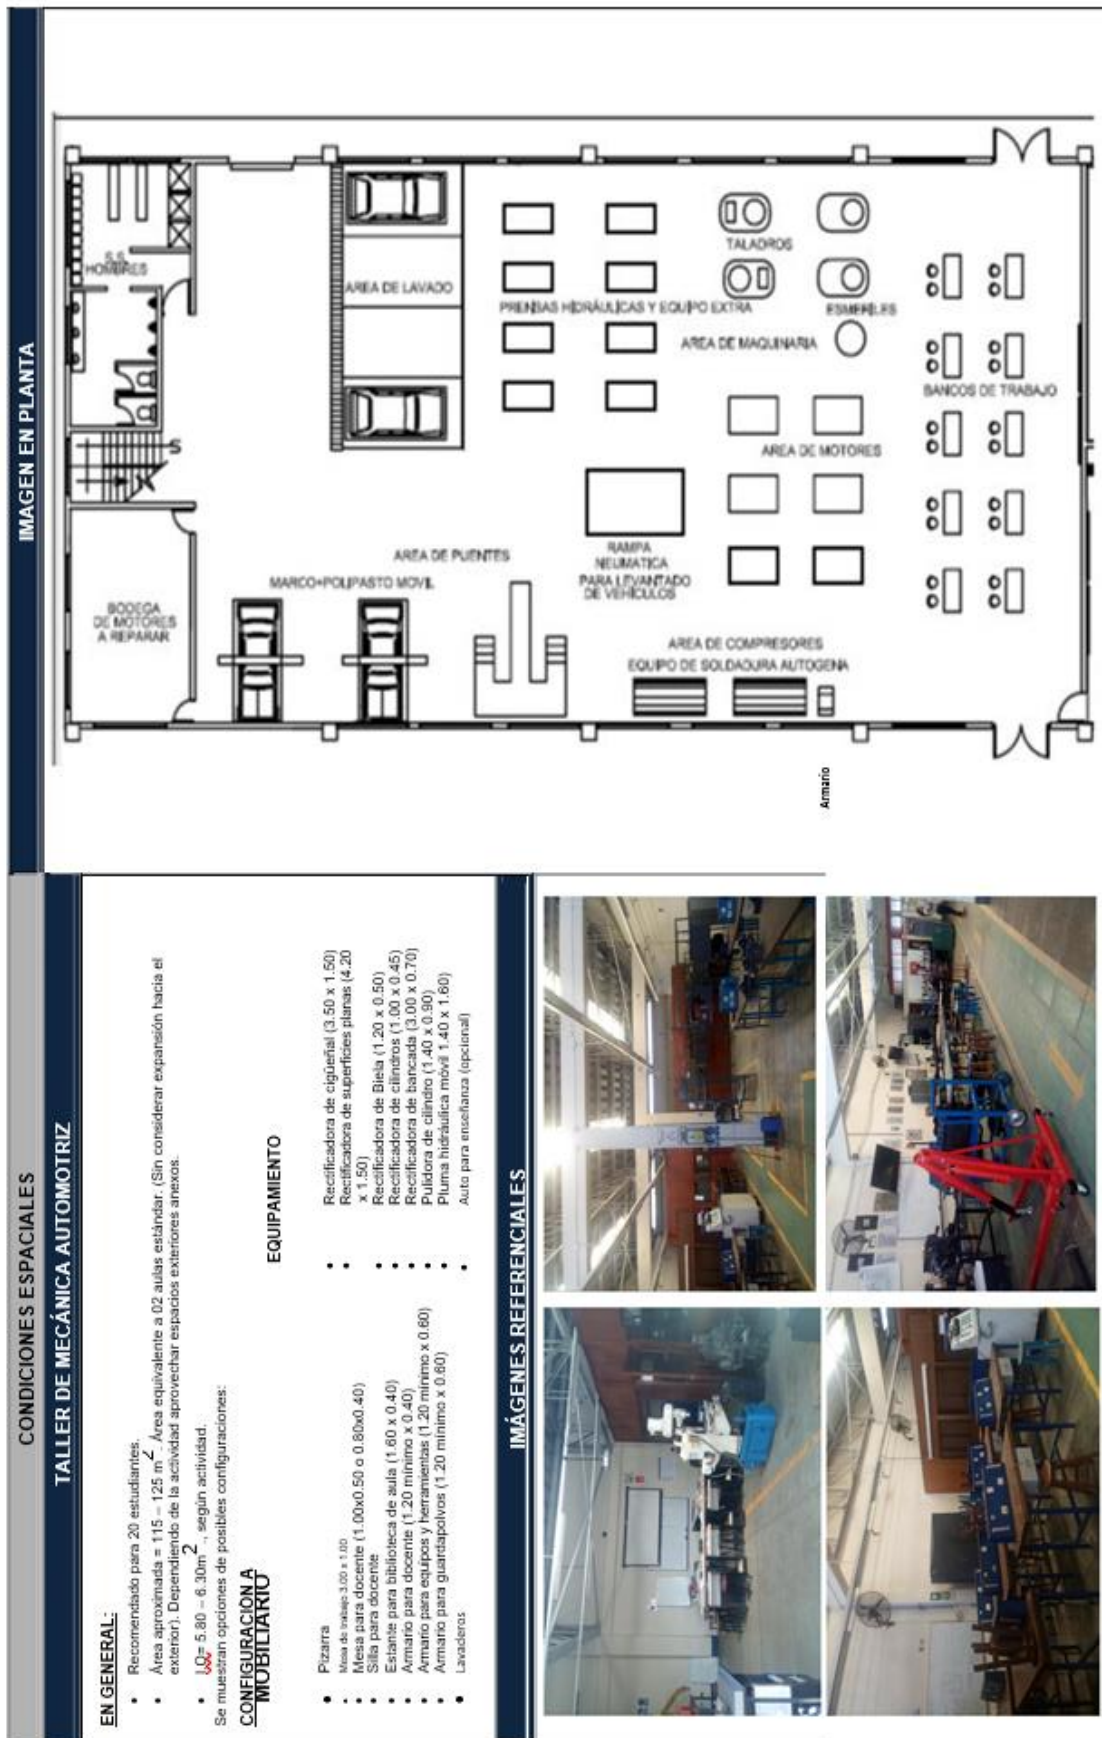 CONDICIONES ESPACIALES
TALLER DE MECÁNICA AUTOMOTRIZ
EN GENERAL:
• Recomendado para 20 estudiantes.
• Área aproximada = 115 – 125 m2. Área equivalente a 02 aulas estándar. (Sin considerar expansión hacia el
exterior). Dependiendo de la actividad aprovechar espacios exteriores anexos.
• I.O= 5.80 – 6.30m2, según actividad.
Se muestran opciones de posibles configuraciones:
CONFIGURACIÓN A
MOBILIARIO
• Pizarra
• Mesa de trabajo 3.00 x 1.00
• Mesa para docente (1.00x0.50 o 0.80x0.40)
• Silla para docente
• Estante para biblioteca de aula (1.60 x 0.40)
• Armario para docente (1.20 mínimo x 0.40)
• Armario para equipos y herramientas (1.20 mínimo x 0.60)
• Armario para guardapolvos (1.20 mínimo x 0.60)
• Lavaderos
EQUIPAMIENTO
• Rectificadora de cigüeñal (3.50 x 1.50)
• Rectificadora de superficies planas (4.20
x 1.50)
• Rectificadora de Biela (1.20 x 0.50)
• Rectificadora de cilindros (1.00 x 0.45)
• Rectificadora de bancada (3.00 x 0.70)
• Pulidora de cilindro (1.40 x 0.90)
• Pluma hidráulica móvil 1.40 x 1.60)
• Auto para enseñanza (opcional)
IMÁGENES REFERENCIALES
IMAGEN EN PLANTA
S.S.
HOMBRES
S
BODEGA
DE MOTORES
A REPARAR
MARCO+POLIPASTO MOVIL
AREA DE PUENTES
AREA DE LAVADO
PRENSAS HIDRÁULICAS Y EQUIPO EXTRA
TALADROS
ESMERILES
AREA DE MAQUINARIA
BANCOS DE TRABAJO
AREA DE MOTORES
RAMPA
NEUMATICA
PARA LEVANTADO
DE VEHÍCULOS
AREA DE COMPRESORES
EQUIPO DE SOLDADURA AUTOGENA
Armario